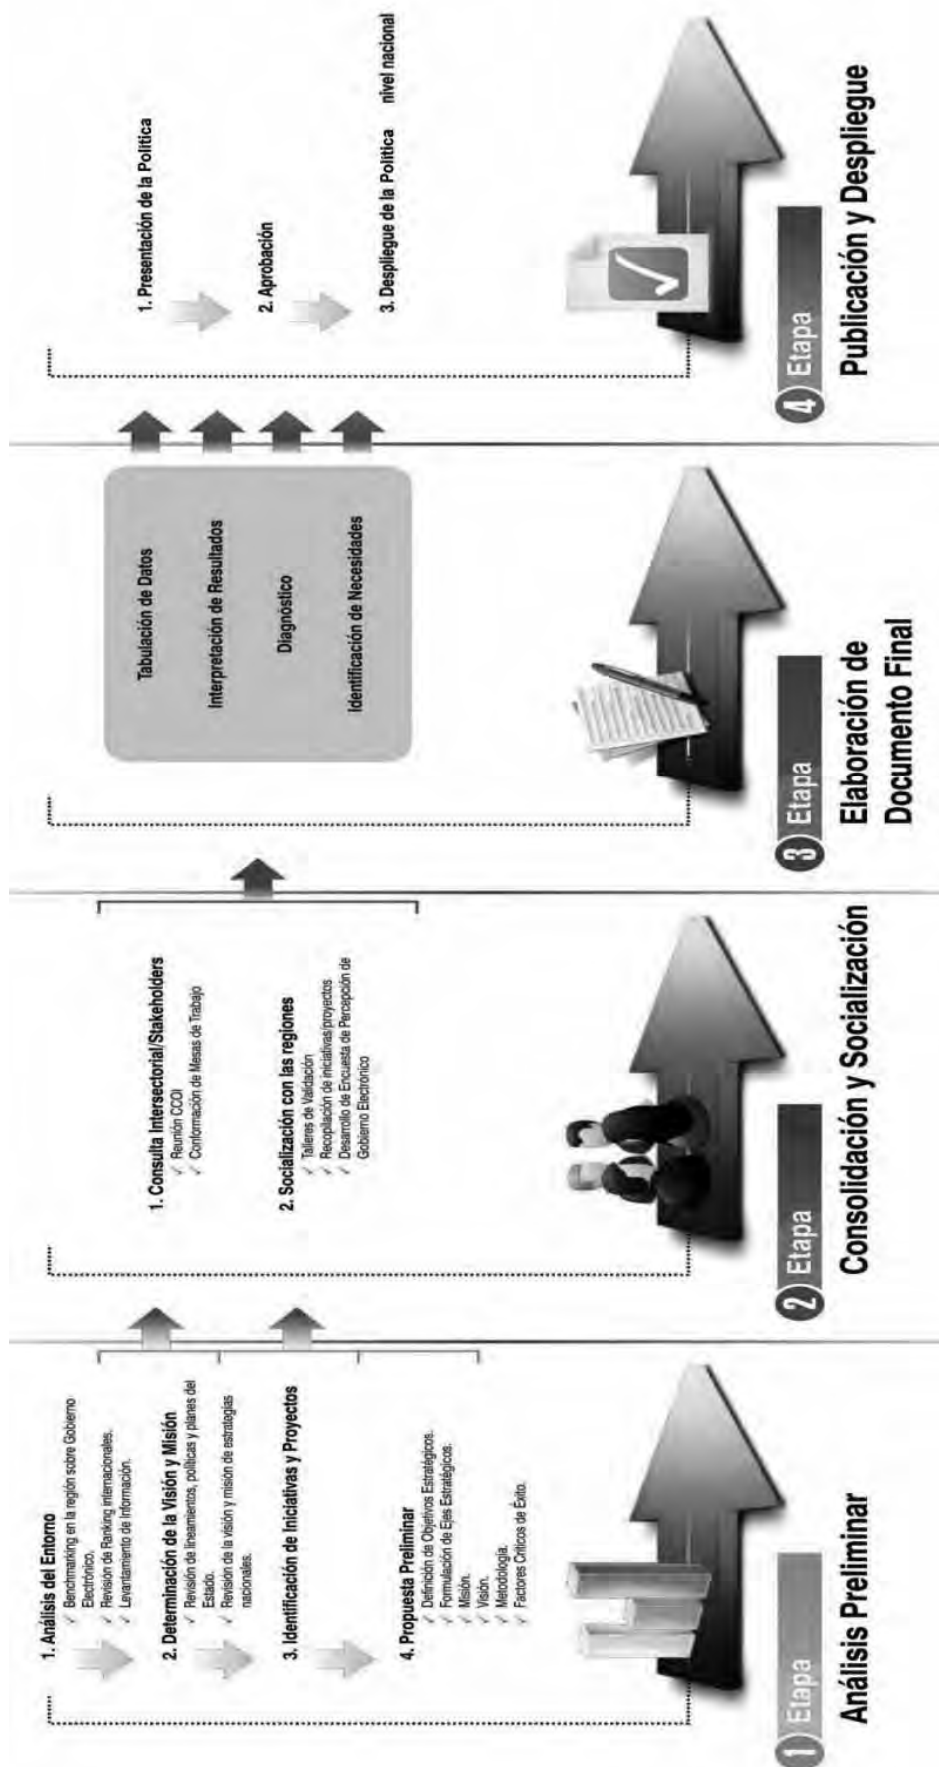 1. Análisis del Entorno
✓ Benchmarking en la región sobre Gobierno
Electrónico.
✓ Revisión de Ranking internacionales.
✓ Levantamiento de Información.
2. Determinación de la Visión y Misión
✓ Revisión de lineamientos, políticas y planes del
Estado.
✓ Revisión de la visión y misión de estrategias
nacionales.
3. Identificación de Iniciativas y Proyectos
4. Propuesta Preliminar
✓ Definición de Objetivos Estratégicos.
✓ Formulación de Ejes Estratégicos.
✓ Misión.
✓ Visión.
✓ Metodología.
✓ Factores Críticos de Éxito.
1 Etapa
Análisis Preliminar
1. Consulta Intersectorial/Stakeholders
✓ Reunión CCOI
✓ Conformación de Mesas de Trabajo
2. Socialización con las regiones
✓ Talleres de Validación
✓ Recopilación de iniciativas/proyectos
✓ Desarrollo de Encuesta de Percepción de
Gobierno Electrónico
2 Etapa
Consolidación y Socialización
Tabulación de Datos
Interpretación de Resultados
Diagnóstico
Identificación de Necesidades
3 Etapa
Elaboración de
Documento Final
1. Presentación de la Política
2. Aprobación
3. Despliegue de la Política nivel nacional
4 Etapa
Publicación y Despliegue